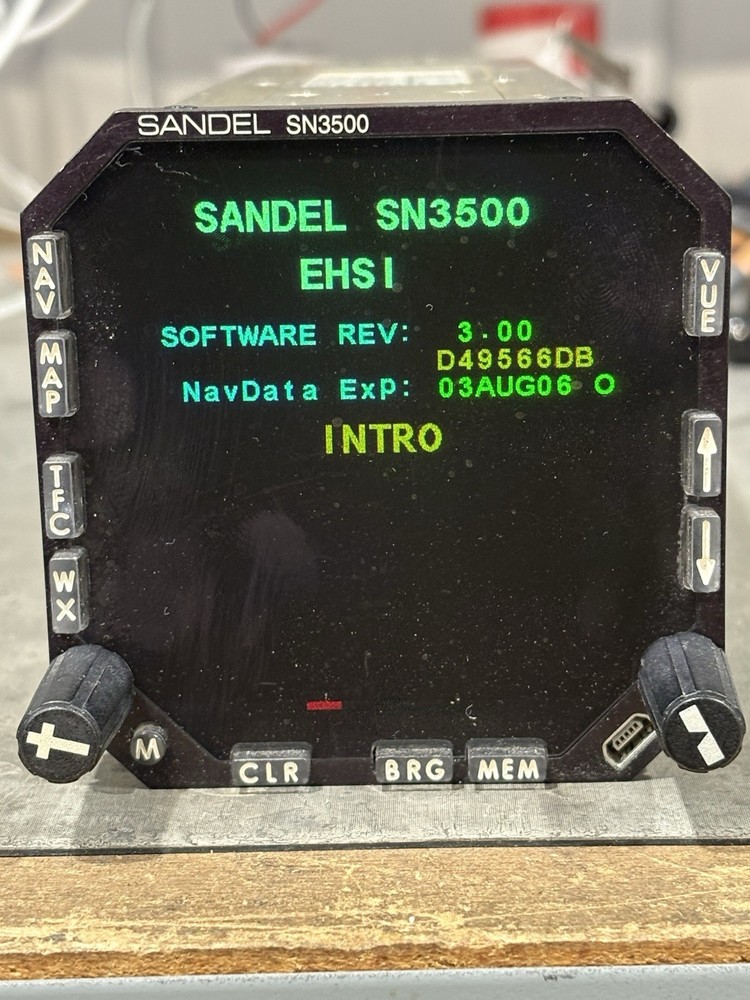 SANDEL SN3500
SANDEL SN3500
EHSI
SOFTWARE REV: 3.00
D49566DB
NavData Exp: 03AUG06 O
INTRO
NAV
MAP
TFC
WX
VUE
M
CLR
BRG
MEM